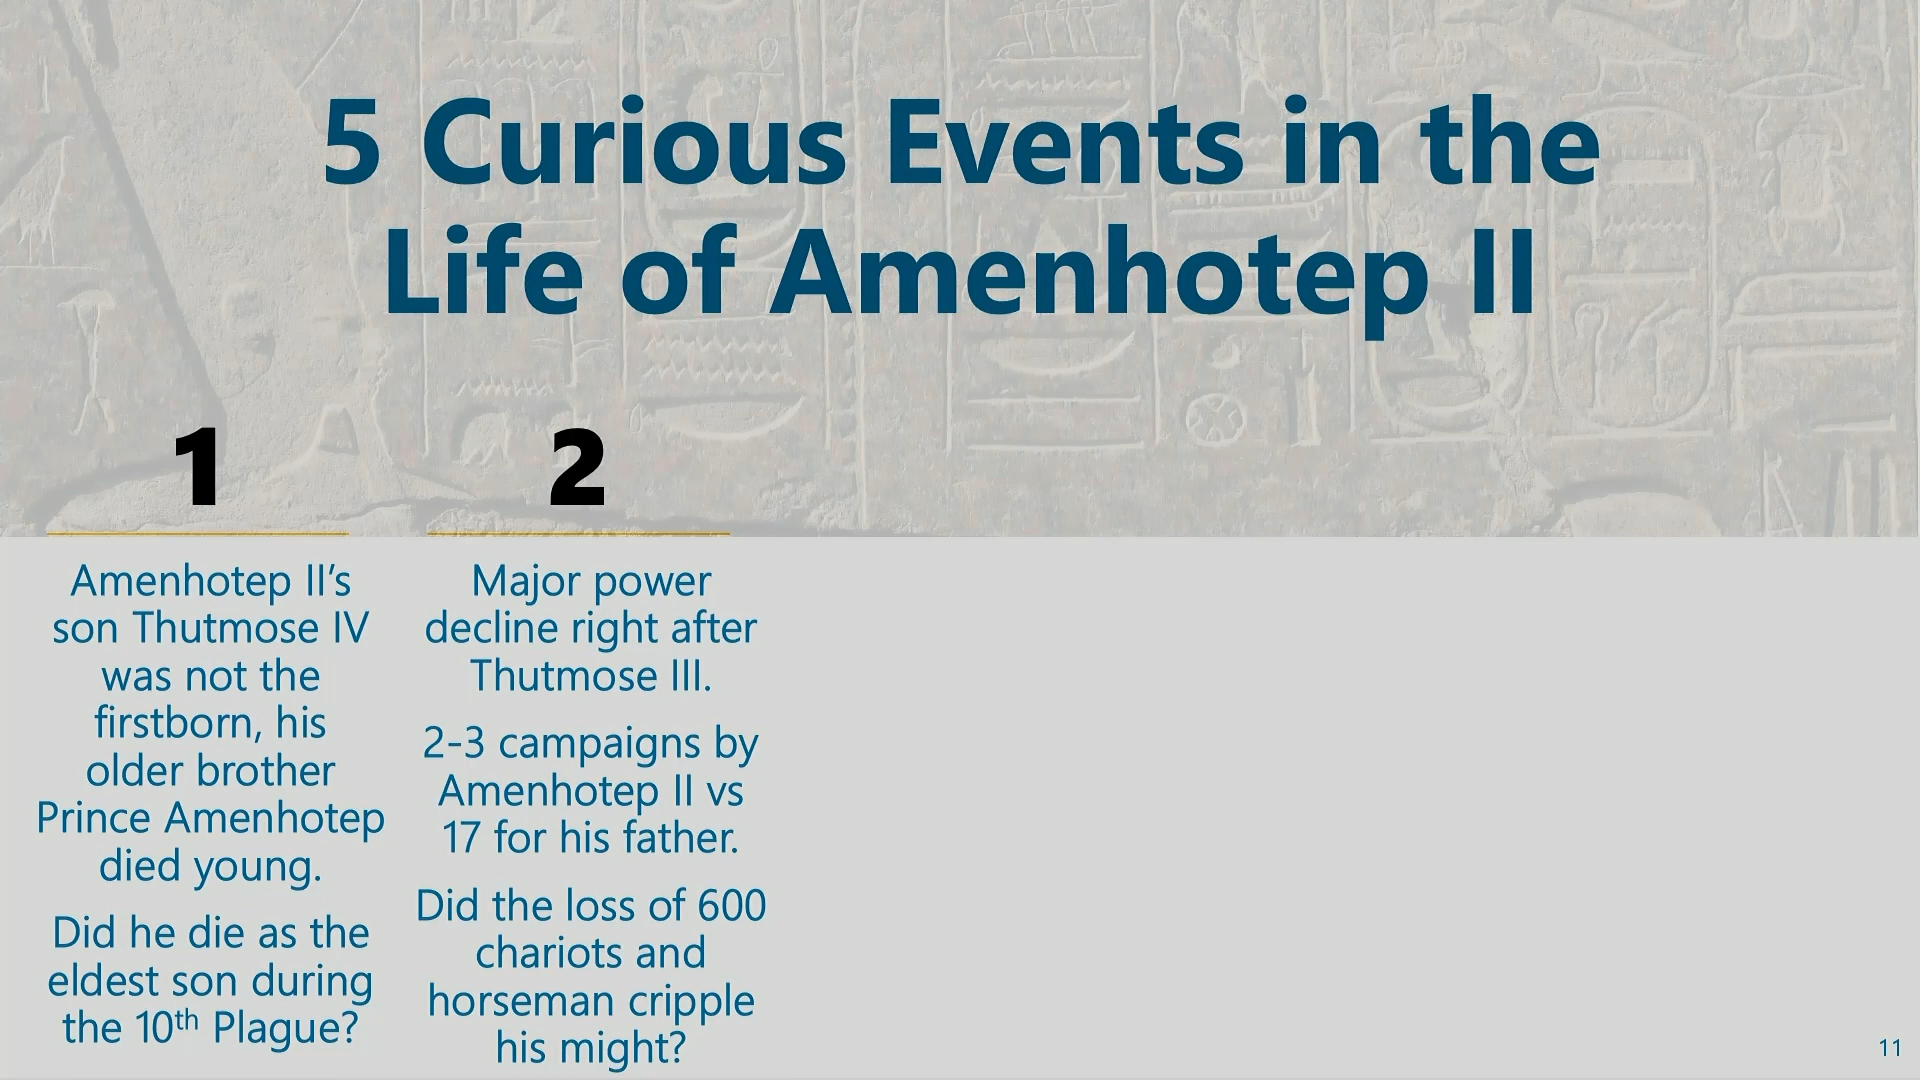 5 Curious Events in the
Life of Amenhotep II
1
Amenhotep II’s
son Thutmose IV
was not the
firstborn, his
older brother
Prince Amenhotep
died young.
Did he die as the
eldest son during
the 10th Plague?
2
Major power
decline right after
Thutmose III.
2-3 campaigns by
Amenhotep II vs
17 for his father.
Did the loss of 600
chariots and
horseman cripple
his might?
11